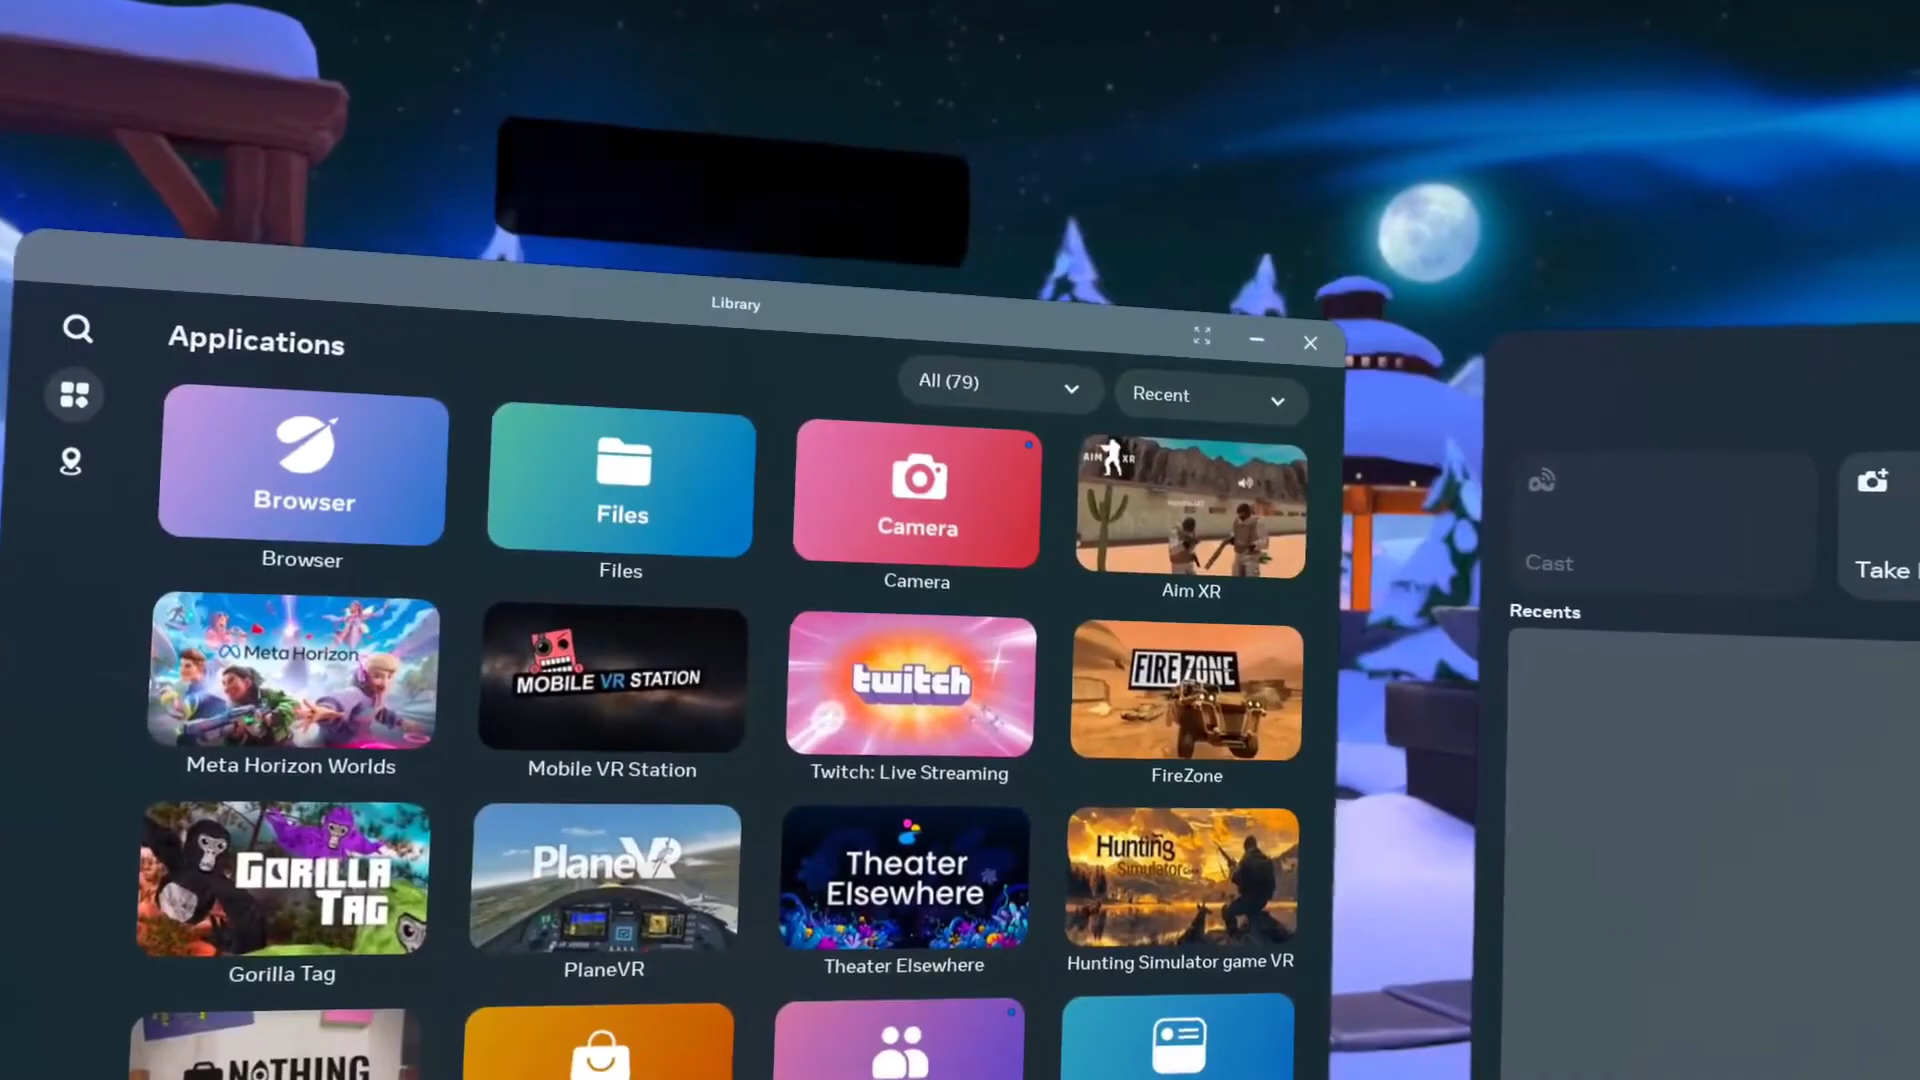 Library
Applications
All (79)
Recent
Browser
Files
Camera
AIM XR
Browser
Files
Camera
Aim XR
Meta Horizon
MOBILE VR STATION
twitch
FIRE ZONE
Meta Horizon Worlds
Mobile VR Station
Twitch: Live Streaming
FireZone
GORILLA TAG
PlaneVR
Theater Elsewhere
Hunting Simulator
Gorilla Tag
PlaneVR
Theater Elsewhere
Hunting Simulator game VR
NOTHING
Cast
Take
Recents